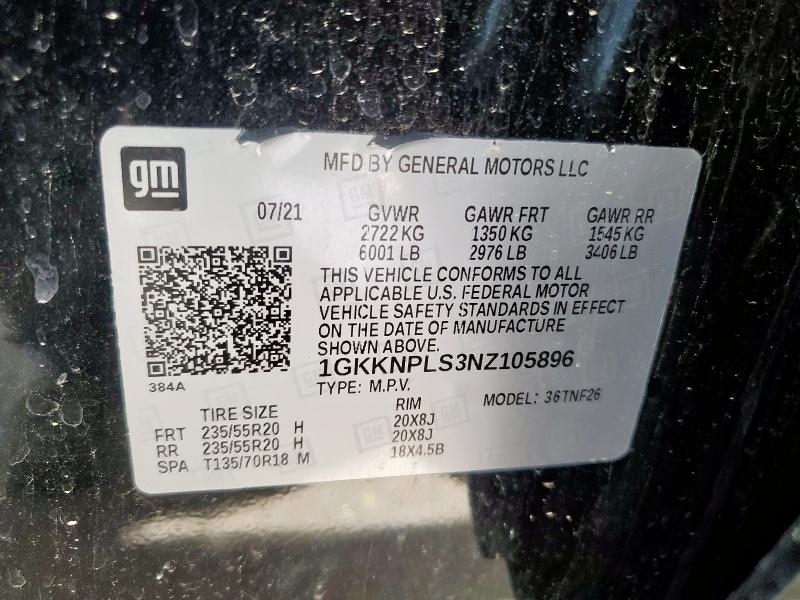 gm
MFD BY GENERAL MOTORS LLC
07/21 GVWR GAWR FRT GAWR RR
2722 KG 1350 KG 1545 KG
6001 LB 2976 LB 3406 LB
THIS VEHICLE CONFORMS TO ALL
APPLICABLE U.S. FEDERAL MOTOR
VEHICLE SAFETY STANDARDS IN EFFECT
ON THE DATE OF MANUFACTURE
SHOWN ABOVE.
1GKKNPLS3NZ105896
384A
TYPE: M.P.V. MODEL: 36TNF26
TIRE SIZE RIM
FRT 235/55R20 H 20X8J
RR 235/55R20 H 20X8J
SPA T135/70R18 M 18X4.5B